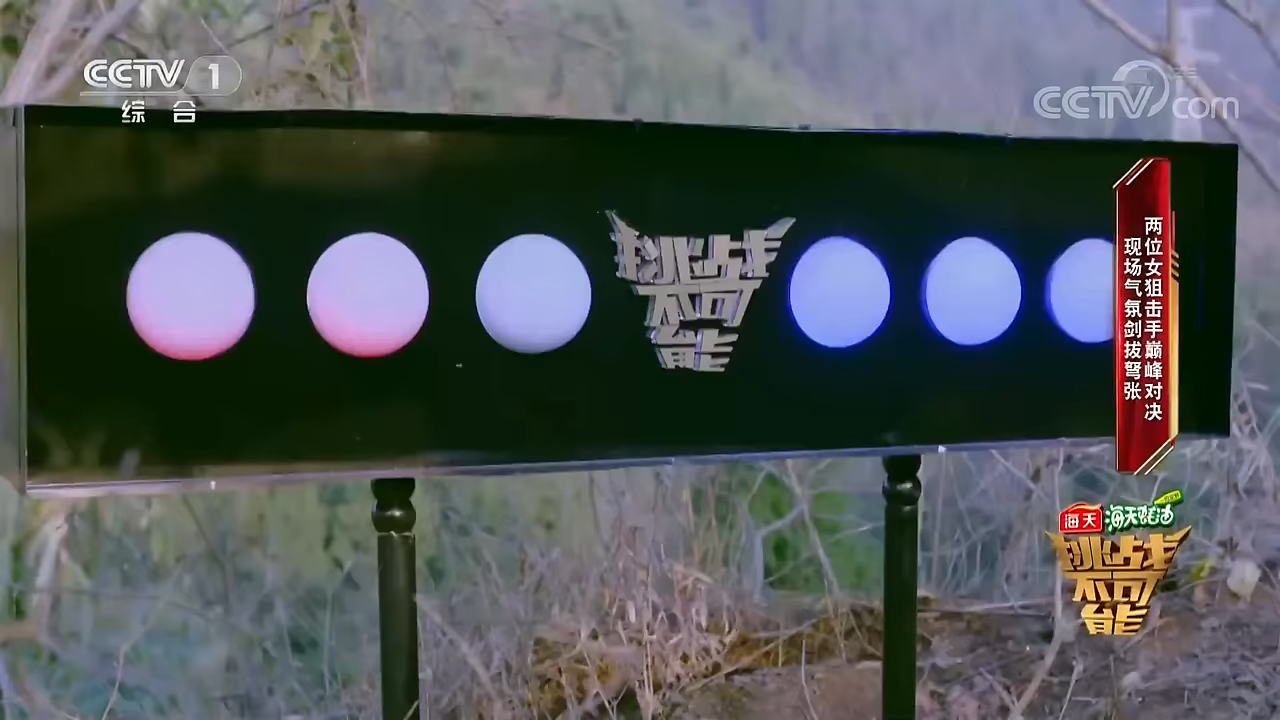 CCTV 1
综合
CCTV com
挑战
不可
能
两位女狙击手巅峰对决
现场气氛剑拔弩张
海天
海天蚝油
挑战
不可
能